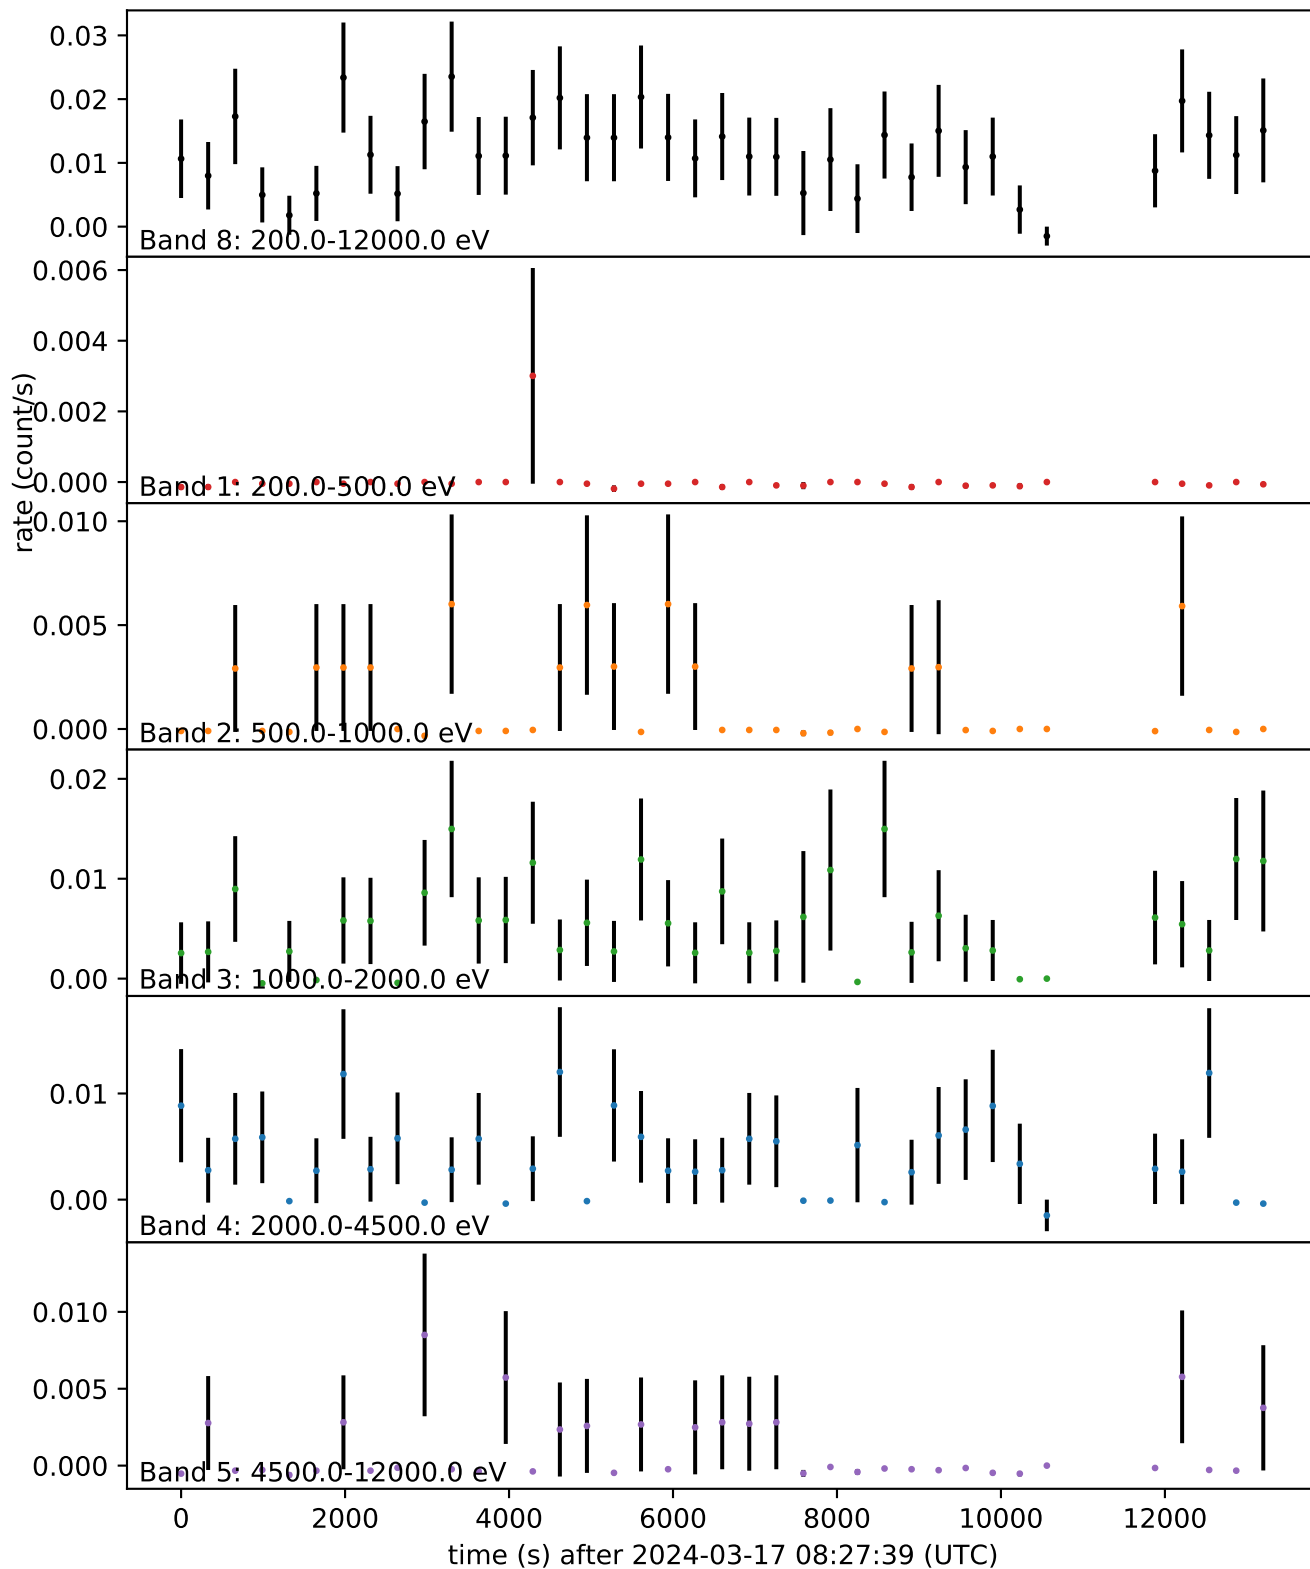 0.03
0.02
0.01
0.00
Band 8: 200.0-12000.0 eV
0.006
0.004
0.002
0.000
Band 1: 200.0-500.0 eV
rate (count/s)
0.010
0.005
0.000
Band 2: 500.0-1000.0 eV
0.02
0.01
0.00
Band 3: 1000.0-2000.0 eV
0.01
0.00
Band 4: 2000.0-4500.0 eV
0.010
0.005
0.000
Band 5: 4500.0-12000.0 eV
0 2000 4000 6000 8000 10000 12000
time (s) after 2024-03-17 08:27:39 (UTC)